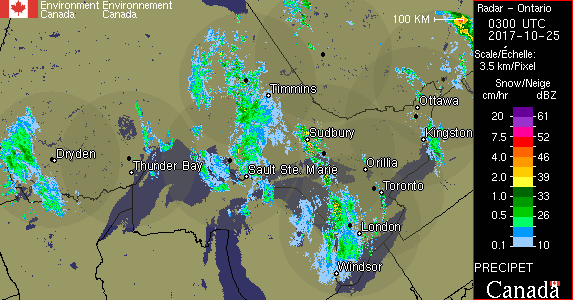 Environment Environnement
Canada Canada
100 KM
Timmins
Ottawa
Sudbury
Kingston
Dryden
Thunder Bay
Sault Ste. Marie
Orillia
Toronto
London
Windsor
Radar - Ontario
0300 UTC
2017-10-25
Scale/Échelle:
3.5 km/Pixel
Snow/Neige
cm/hr dBZ
20 61
7.5 52
4.0 46
2.0 39
1.0 33
0.5 26
0.1 10
PRECIPET
Canada